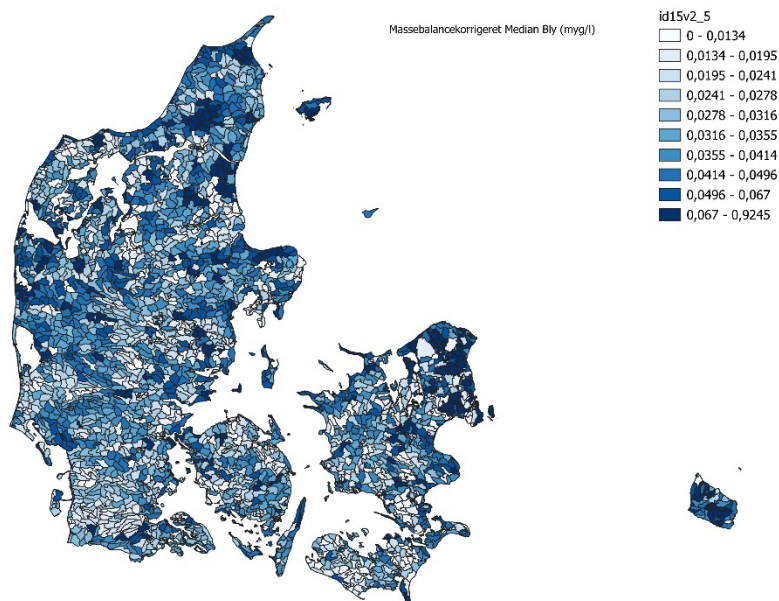 Massebalancekorrigeret Median Bly (myg/l)
id15v2_5
0 - 0,0134
0,0134 - 0,0195
0,0195 - 0,0241
0,0241 - 0,0278
0,0278 - 0,0316
0,0316 - 0,0355
0,0355 - 0,0414
0,0414 - 0,0496
0,0496 - 0,067
0,067 - 0,9245